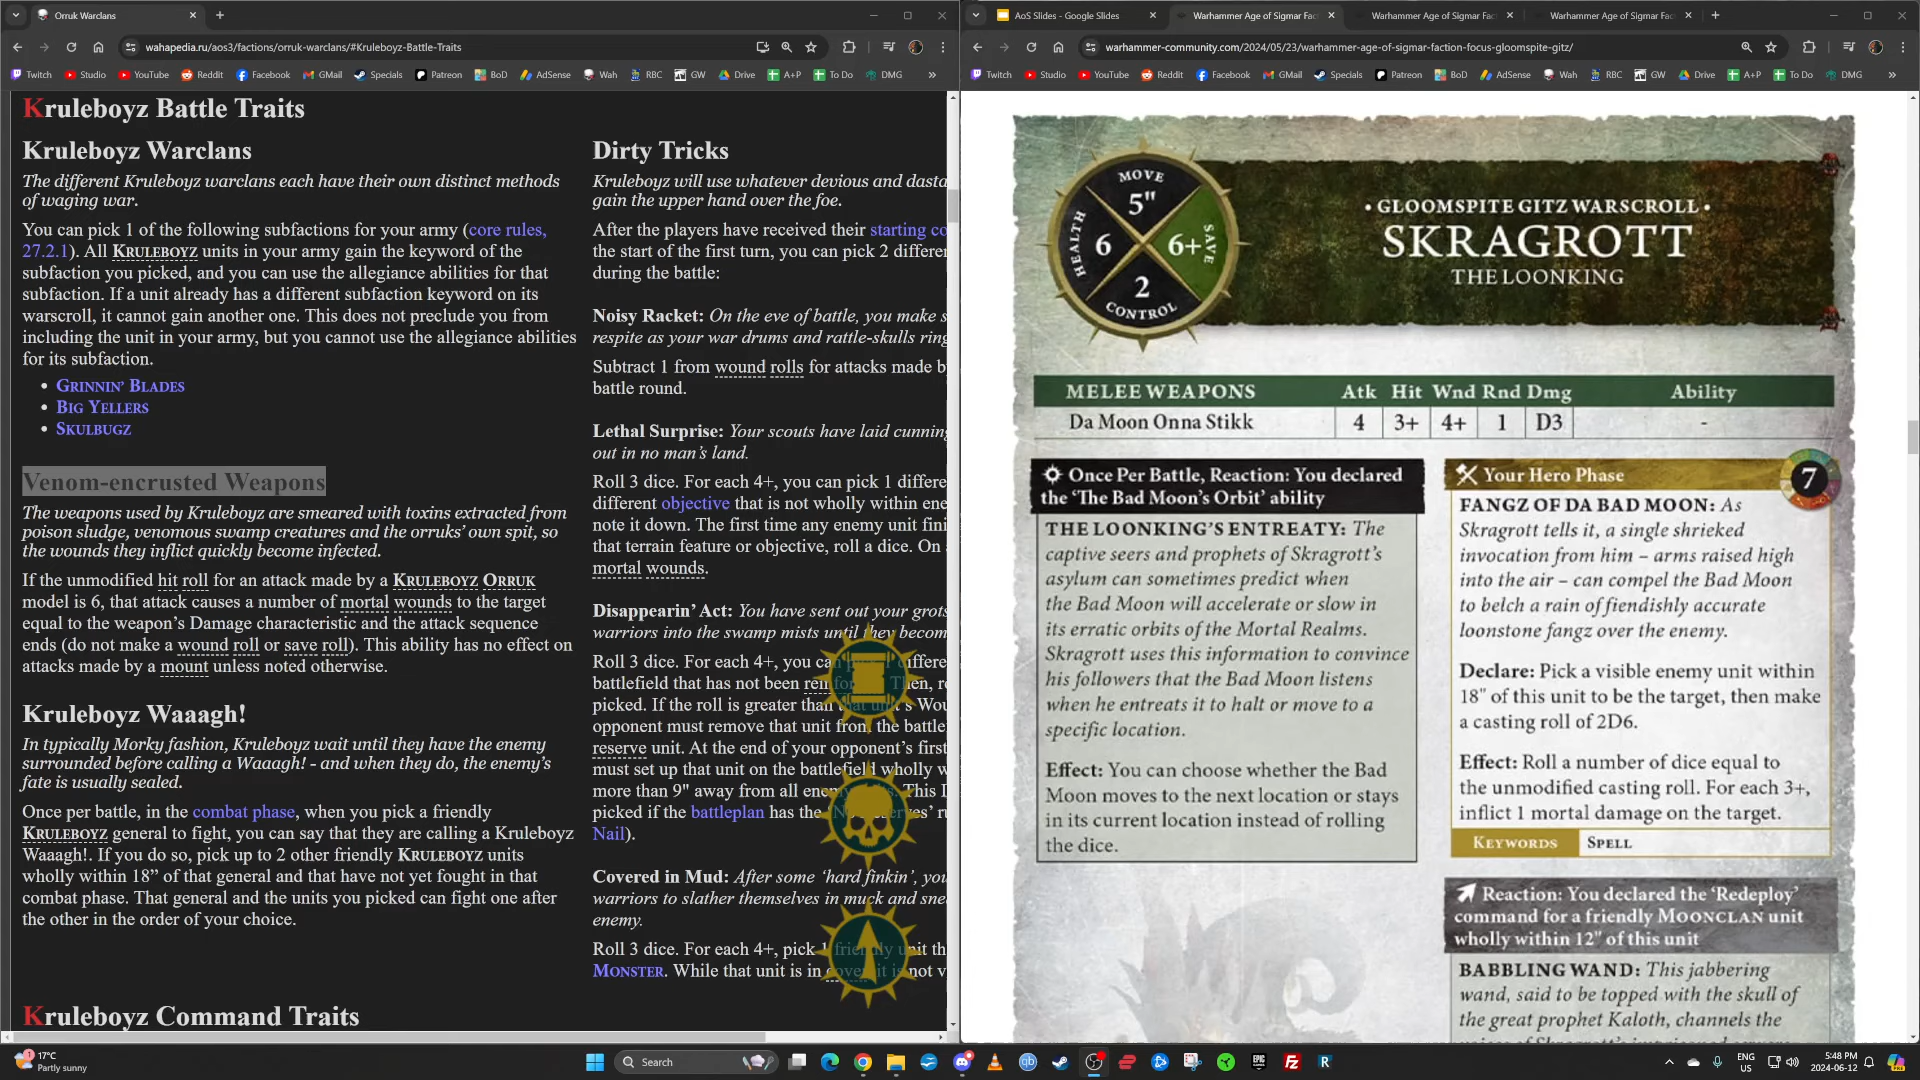 Orruk Warclans
wahapedia.ru/aos3/factions/orruk-warclans/#Kruleboyz-Battle-Traits
Twitch Studio YouTube Reddit Facebook GMail Specials Patreon BoD AdSense Wah RBC GW Drive A+P To Do DMG
Kruleboyz Battle Traits
Kruleboyz Warclans
The different Kruleboyz warclans each have their own distinct methods
of waging war.
You can pick 1 of the following subfactions for your army (core rules,
27.2.1). All KRULEBOYZ units in your army gain the keyword of the
subfaction you picked, and you can use the allegiance abilities for that
subfaction. If a unit already has a different subfaction keyword on its
warscroll, it cannot gain another one. This does not preclude you from
including the unit in your army, but you cannot use the allegiance abilities
for its subfaction.
• GRINNIN' BLADES
• BIG YELLERS
• SKULBUGZ
Venom-encrusted Weapons
The weapons used by Kruleboyz are smeared with toxins extracted from
poison sludge, venomous swamp creatures and the orruks' own spit, so
the wounds they inflict quickly become infected.
If the unmodified hit roll for an attack made by a KRULEBOYZ ORRUK
model is 6, that attack causes a number of mortal wounds to the target
equal to the weapon's Damage characteristic and the attack sequence
ends (do not make a wound roll or save roll). This ability has no effect on
attacks made by a mount unless noted otherwise.
Kruleboyz Waaagh!
In typically Morky fashion, Kruleboyz wait until they have the enemy
surrounded before calling a Waaagh! - and when they do, the enemy's
fate is usually sealed.
Once per battle, in the combat phase, when you pick a friendly
KRULEBOYZ general to fight, you can say that they are calling a Kruleboyz
Waaagh!. If you do so, pick up to 2 other friendly KRULEBOYZ units
wholly within 18" of that general and that have not yet fought in that
combat phase. That general and the units you picked can fight one after
the other in the order of your choice.
Kruleboyz Command Traits
Dirty Tricks
Kruleboyz will use whatever devious and dasta
gain the upper hand over the foe.
After the players have received their starting co
the start of the first turn, you can pick 2 differen
during the battle:
Noisy Racket: On the eve of battle, you make s
respite as your war drums and rattle-skulls ring
Subtract 1 from wound rolls for attacks made b
battle round.
Lethal Surprise: Your scouts have laid cunning
out in no man's land.
Roll 3 dice. For each 4+, you can pick 1 differe
different objective that is not wholly within ene
note it down. The first time any enemy unit fini
that terrain feature or objective, roll a dice. On
mortal wounds.
Disappearin' Act: You have sent out your grots
warriors into the swamp mists until they becom
Roll 3 dice. For each 4+, you can differe
battlefield that has not been Then, r
picked. If the roll is greater than that unit's Wou
opponent must remove that unit from the battle
reserve unit. At the end of your opponent's first
must set up that unit on the battlefield wholly w
more than 9" away from all enemy This D
picked if the battleplan has the ru
Nail).
Covered in Mud: After some 'hard finkin', you
warriors to slather themselves in muck and sne
enemy.
Roll 3 dice. For each 4+, pick 1 friendly unit th
MONSTER. While that unit is in cover it is not v
AoS Slides - Google Slides
Warhammer Age of Sigmar Fac
Warhammer Age of Sigmar Fac
Warhammer Age of Sigmar Fac
warhammer-community.com/2024/05/23/warhammer-age-of-sigmar-faction-focus-gloomspite-gitz/
Twitch Studio YouTube Reddit Facebook GMail Specials Patreon BoD AdSense Wah RBC GW Drive A+P To Do DMG
MOVE
5"
HEALTH
6
6+
SAVE
2
CONTROL
• GLOOMSPITE GITZ WARSCROLL •
SKRAGROTT
THE LOONKING
MELEE WEAPONS Atk Hit Wnd Rnd Dmg Ability
Da Moon Onna Stikk 4 3+ 4+ 1 D3 -
Once Per Battle, Reaction: You declared
the 'The Bad Moon's Orbit' ability
THE LOONKING'S ENTREATY: The
captive seers and prophets of Skragrott's
asylum can sometimes predict when
the Bad Moon will accelerate or slow in
its erratic orbits of the Mortal Realms.
Skragrott uses this information to convince
his followers that the Bad Moon listens
when he entreats it to halt or move to a
specific location.
Effect: You can choose whether the Bad
Moon moves to the next location or stays
in its current location instead of rolling
the dice.
Your Hero Phase
7
FANGZ OF DA BAD MOON: As
Skragrott tells it, a single shrieked
invocation from him – arms raised high
into the air – can compel the Bad Moon
to belch a rain of fiendishly accurate
loonstone fangz over the enemy.
Declare: Pick a visible enemy unit within
18" of this unit to be the target, then make
a casting roll of 2D6.
Effect: Roll a number of dice equal to
the unmodified casting roll. For each 3+,
inflict 1 mortal damage on the target.
KEYWORDS SPELL
Reaction: You declared the 'Redeploy'
command for a friendly MOONCLAN unit
wholly within 12" of this unit
BABBLING WAND: This jabbering
wand, said to be topped with the skull of
the great prophet Kaloth, channels the
17°C
Partly sunny
Search
ENG
US
5:48 PM
2024-06-12